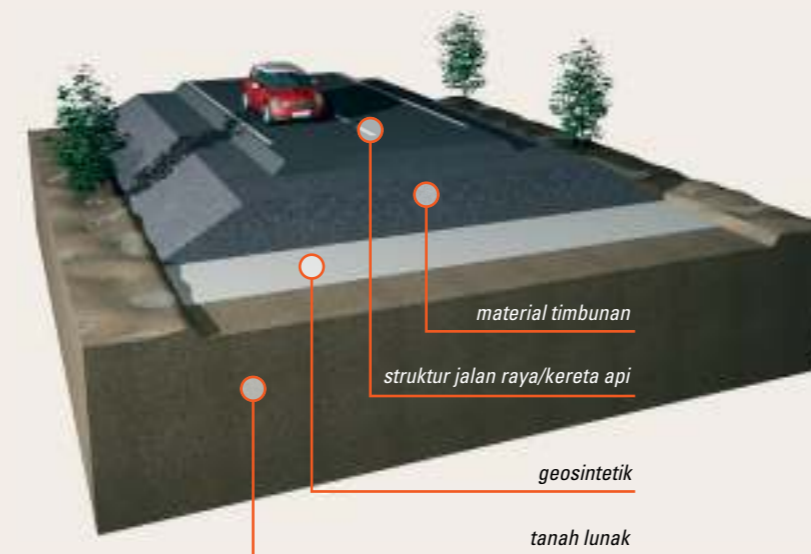 material timbunan
struktur jalan raya/kereta api
geosintetik
tanah lunak